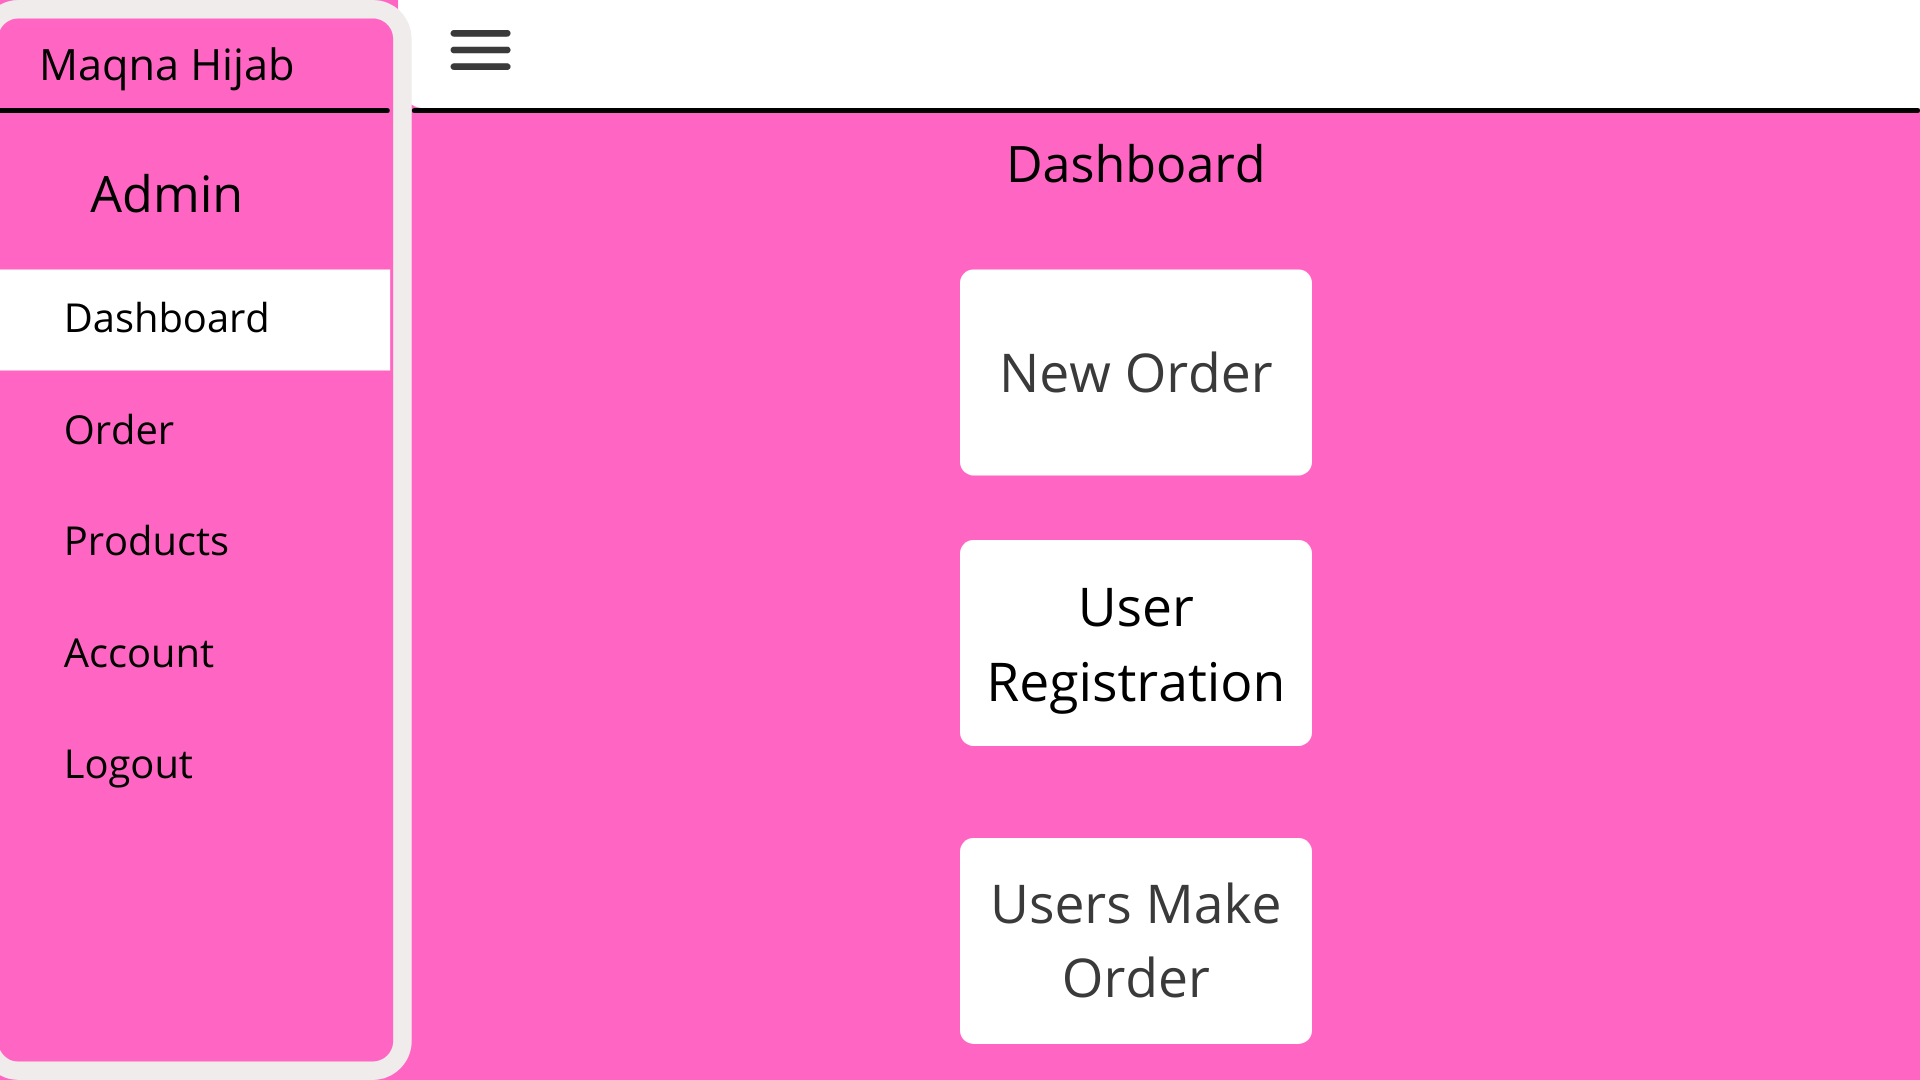 Maqna Hijab
Admin
Dashboard
Order
Products
Account
Logout
Dashboard
New Order
User
Registration
Users Make
Order